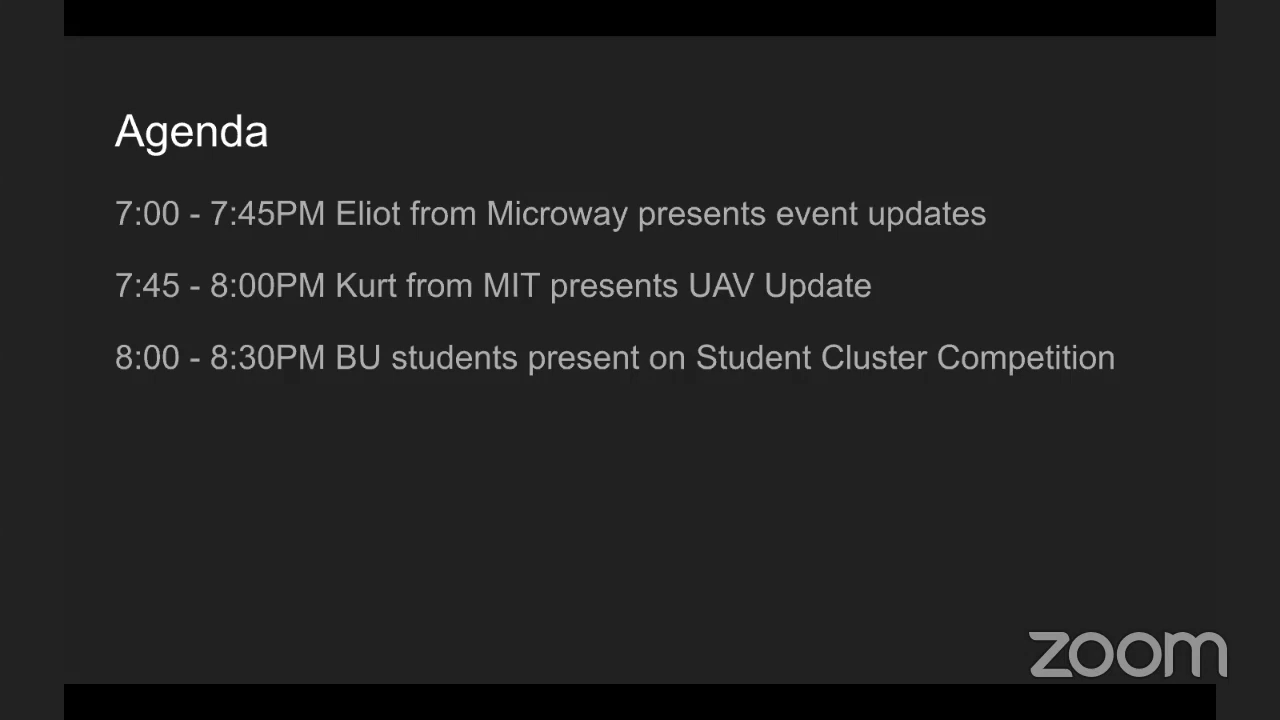 Agenda
7:00 - 7:45PM Eliot from Microway presents event updates
7:45 - 8:00PM Kurt from MIT presents UAV Update
8:00 - 8:30PM BU students present on Student Cluster Competition
zoom